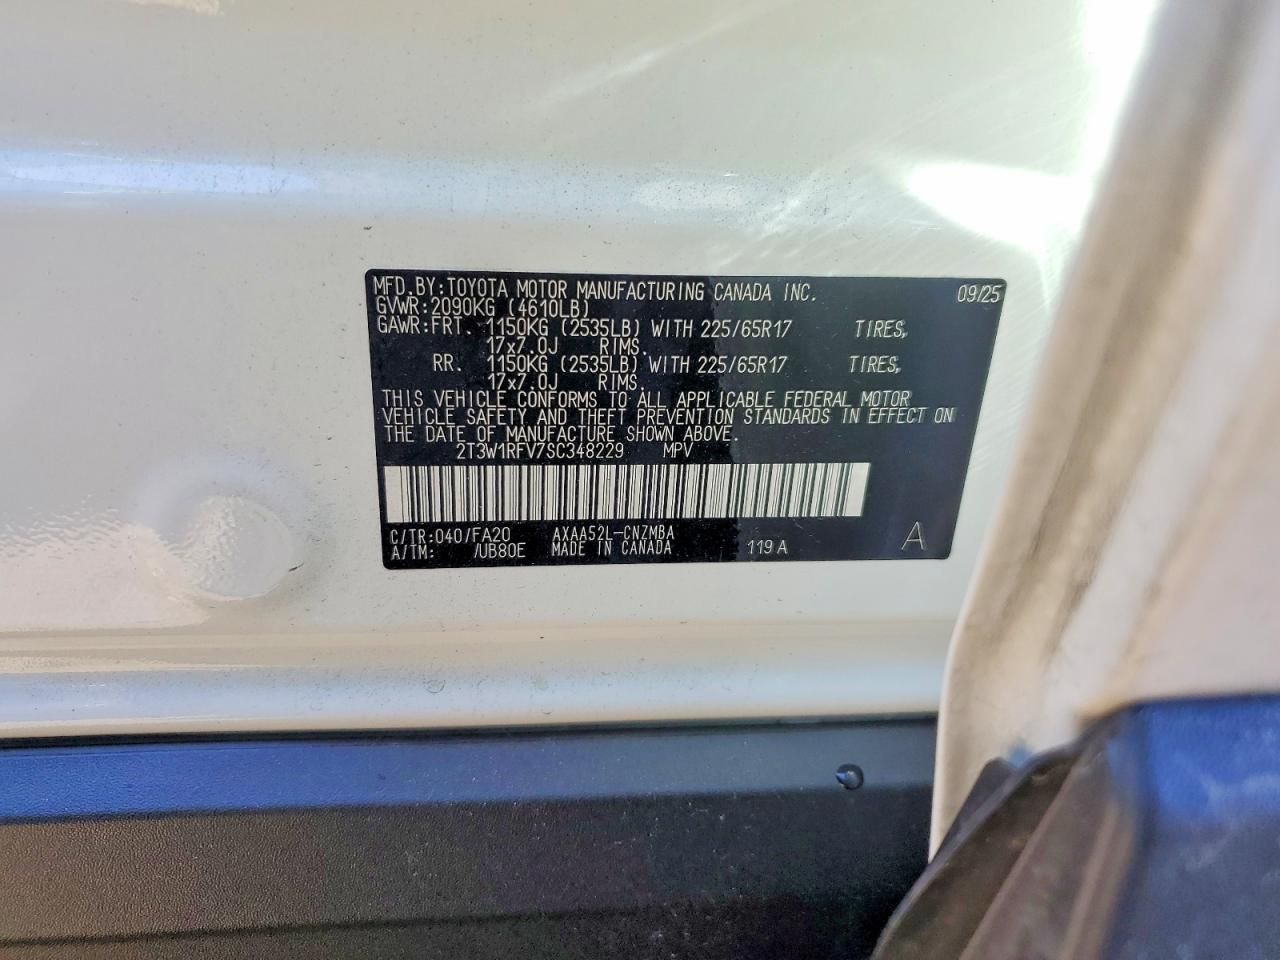 MFD.BY:TOYOTA MOTOR MANUFACTURING CANADA INC. 09/25
GVWR:2090KG (4610LB)
GAWR:FRT. 1150KG (2535LB) WITH 225/65R17 TIRES,
17x7.0J RIMS.
RR. 1150KG (2535LB) WITH 225/65R17 TIRES,
17x7.0J RIMS.
THIS VEHICLE CONFORMS TO ALL APPLICABLE FEDERAL MOTOR
VEHICLE SAFETY AND THEFT PREVENTION STANDARDS IN EFFECT ON
THE DATE OF MANUFACTURE SHOWN ABOVE.
2T3W1RFV7SC348229 MPV
C/TR:040/FA20 AXAA52L-CNZMBA
A/TM: /UB80E MADE IN CANADA 119A A